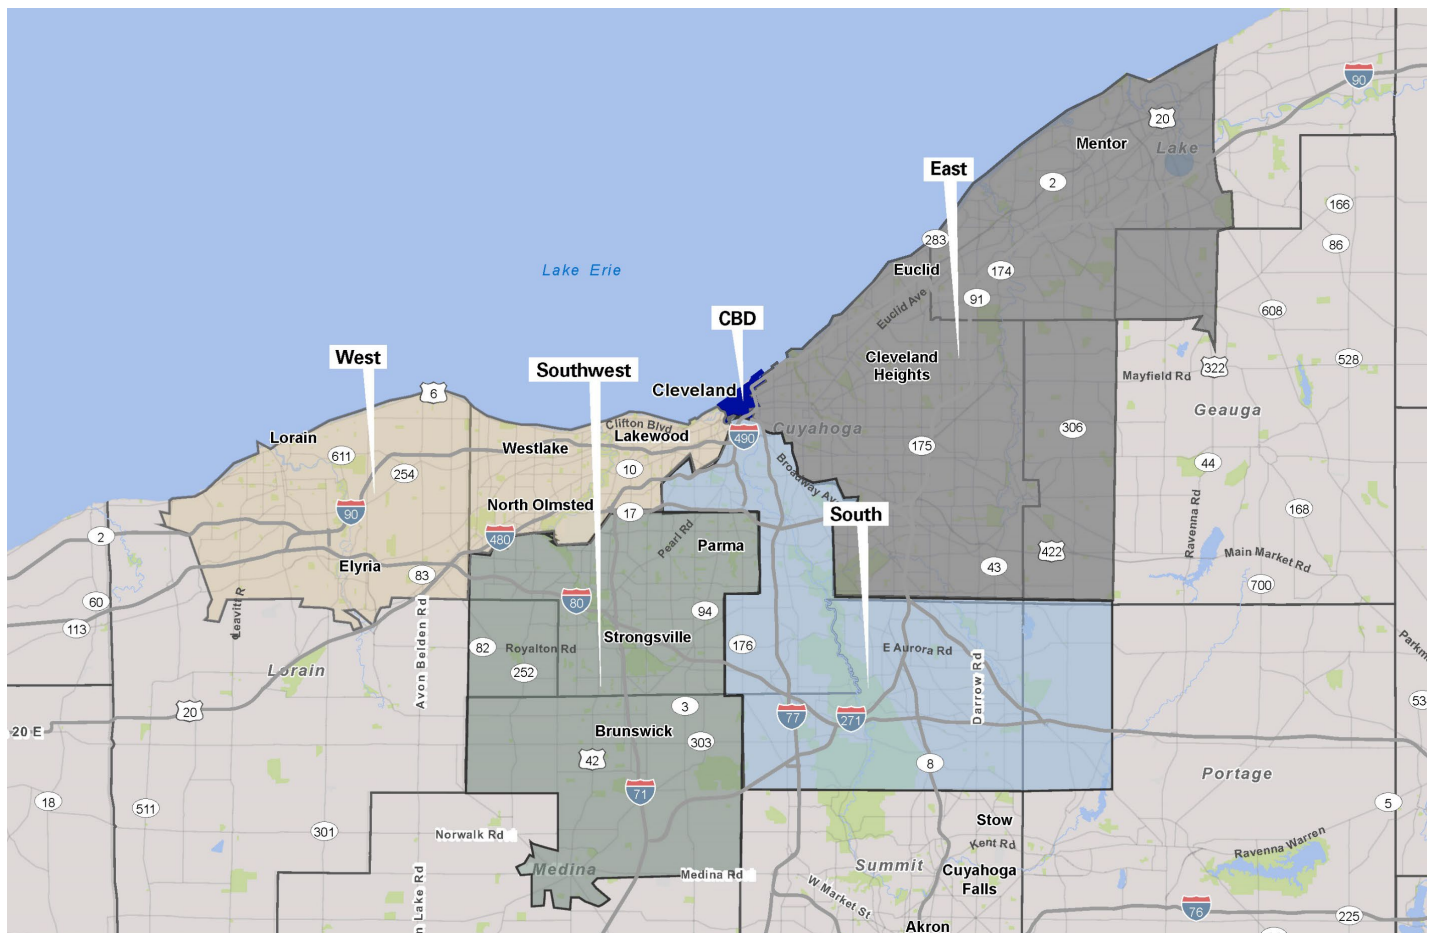 90
20
Mentor
Lake
East
2
166
283
86
Euclid
174
Lake Erie
91
Euclid Ave
608
CBD
West
Cleveland
Heights
528
Southwest
322
Mayfield Rd
Cleveland
6
Geauga
Clifton Blvd
Cuyahoga
306
Lorain
Lakewood
490
Westlake
175
611
10
44
254
Broadway Ave
North Olmsted
90
17
South
168
Ravenna Rd
2
480
Pearl Rd
Parma
422
Main Market Rd
Elyria
43
83
700
60
80
94
Leavitt R
113
Strongsville
176
82
Royalton Rd
E Aurora Rd
Parkm
Lorain
252
Avon Belden Rd
Darrow Rd
53
20
3
77
271
20 E
Brunswick
303
42
8
Portage
71
18
511
5
Stow
301
Norwalk Rd
Kent Rd
Ravenna Warren
Medina
Medina Rd
Summit
Cuyahoga
Falls
n Lake Rd
W Market St
76
225
Akron